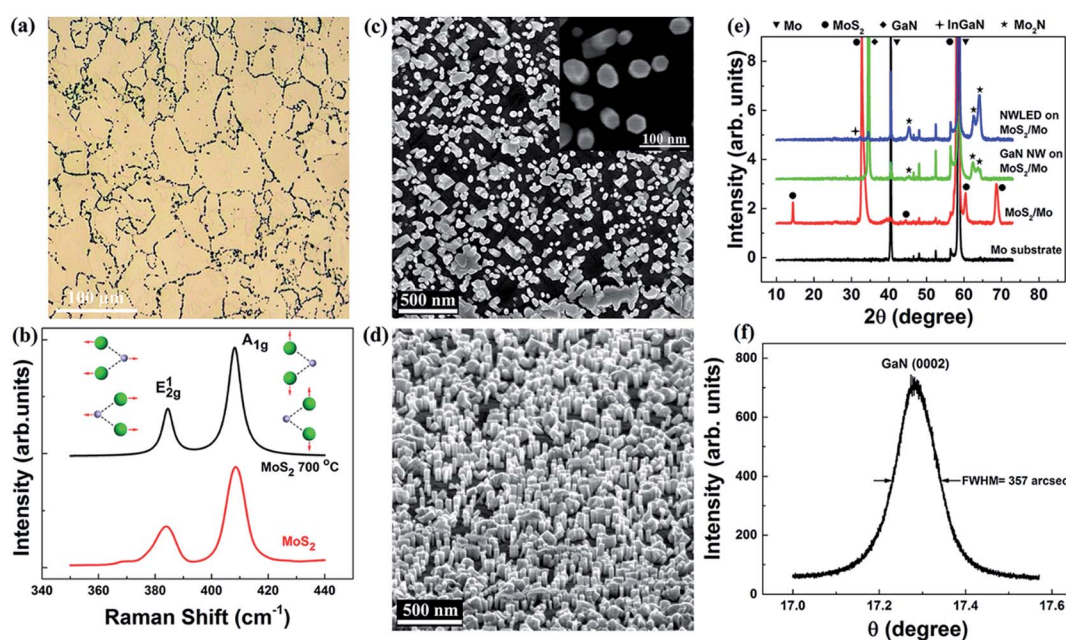 (a)
100 μm
(b)
E¹₂g
A₁g
MoS₂ 700 °C
MoS₂
Intensity (arb.units)
340 360 380 400 420 440
Raman Shift (cm⁻¹)
(c)
100 nm
500 nm
(d)
500 nm
(e)
▼ Mo ● MoS₂ ◆ GaN + InGaN ★ Mo₂N
NWLED on
MoS₂/Mo
GaN NW on
MoS₂/Mo
MoS₂/Mo
Mo substrate
Intensity (arb. units)
8
6
4
2
0
10 20 30 40 50 60 70 80
2θ (degree)
(f)
GaN (0002)
FWHM= 357 arcsec
Intensity (arb. units)
800
600
400
200
0
17.0 17.2 17.4 17.6
θ (degree)